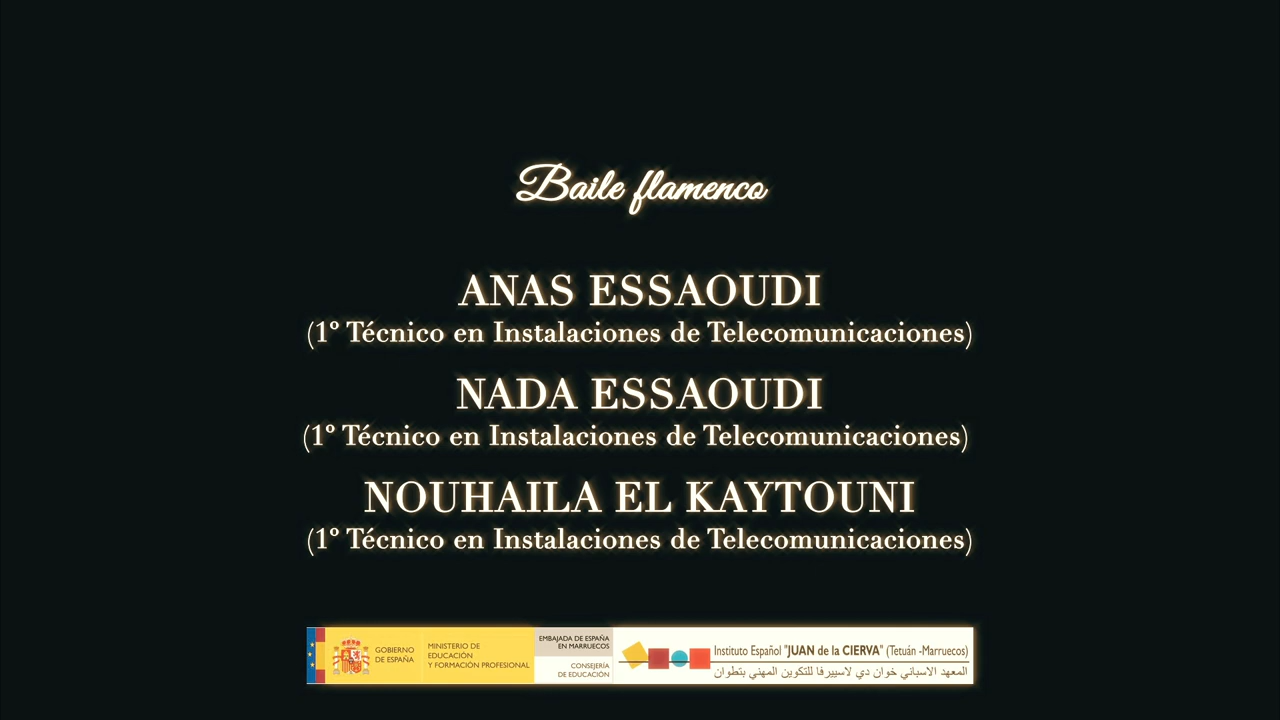 Baile flamenco
ANAS ESSAOUDI
(1º Técnico en Instalaciones de Telecomunicaciones)
NADA ESSAOUDI
(1º Técnico en Instalaciones de Telecomunicaciones)
NOUHAILA EL KAYTOUNI
(1º Técnico en Instalaciones de Telecomunicaciones)
GOBIERNO
DE ESPAÑA
MINISTERIO DE
EDUCACIÓN
Y FORMACIÓN PROFESIONAL
EMBAJADA DE ESPAÑA
EN MARRUECOS
CONSEJERÍA
DE EDUCACIÓN
Instituto Español "JUAN de la CIERVA" (Tetuán -Marruecos)
المعهد الاسباني خوان دي لاسييرفا للتكوين المهني بتطوان